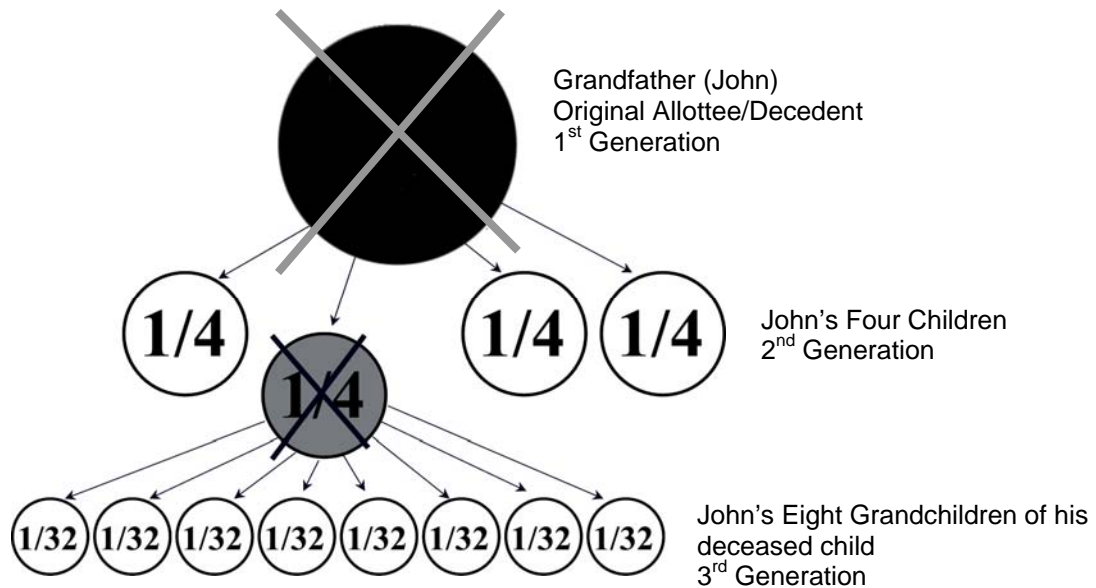 Grandfather (John)
Original Allottee/Decedent
1st Generation
1/4
1/4
1/4
John's Four Children
2nd Generation
1/4
1/32
1/32
1/32
1/32
1/32
1/32
1/32
1/32
John's Eight Grandchildren of his
deceased child
3rd Generation